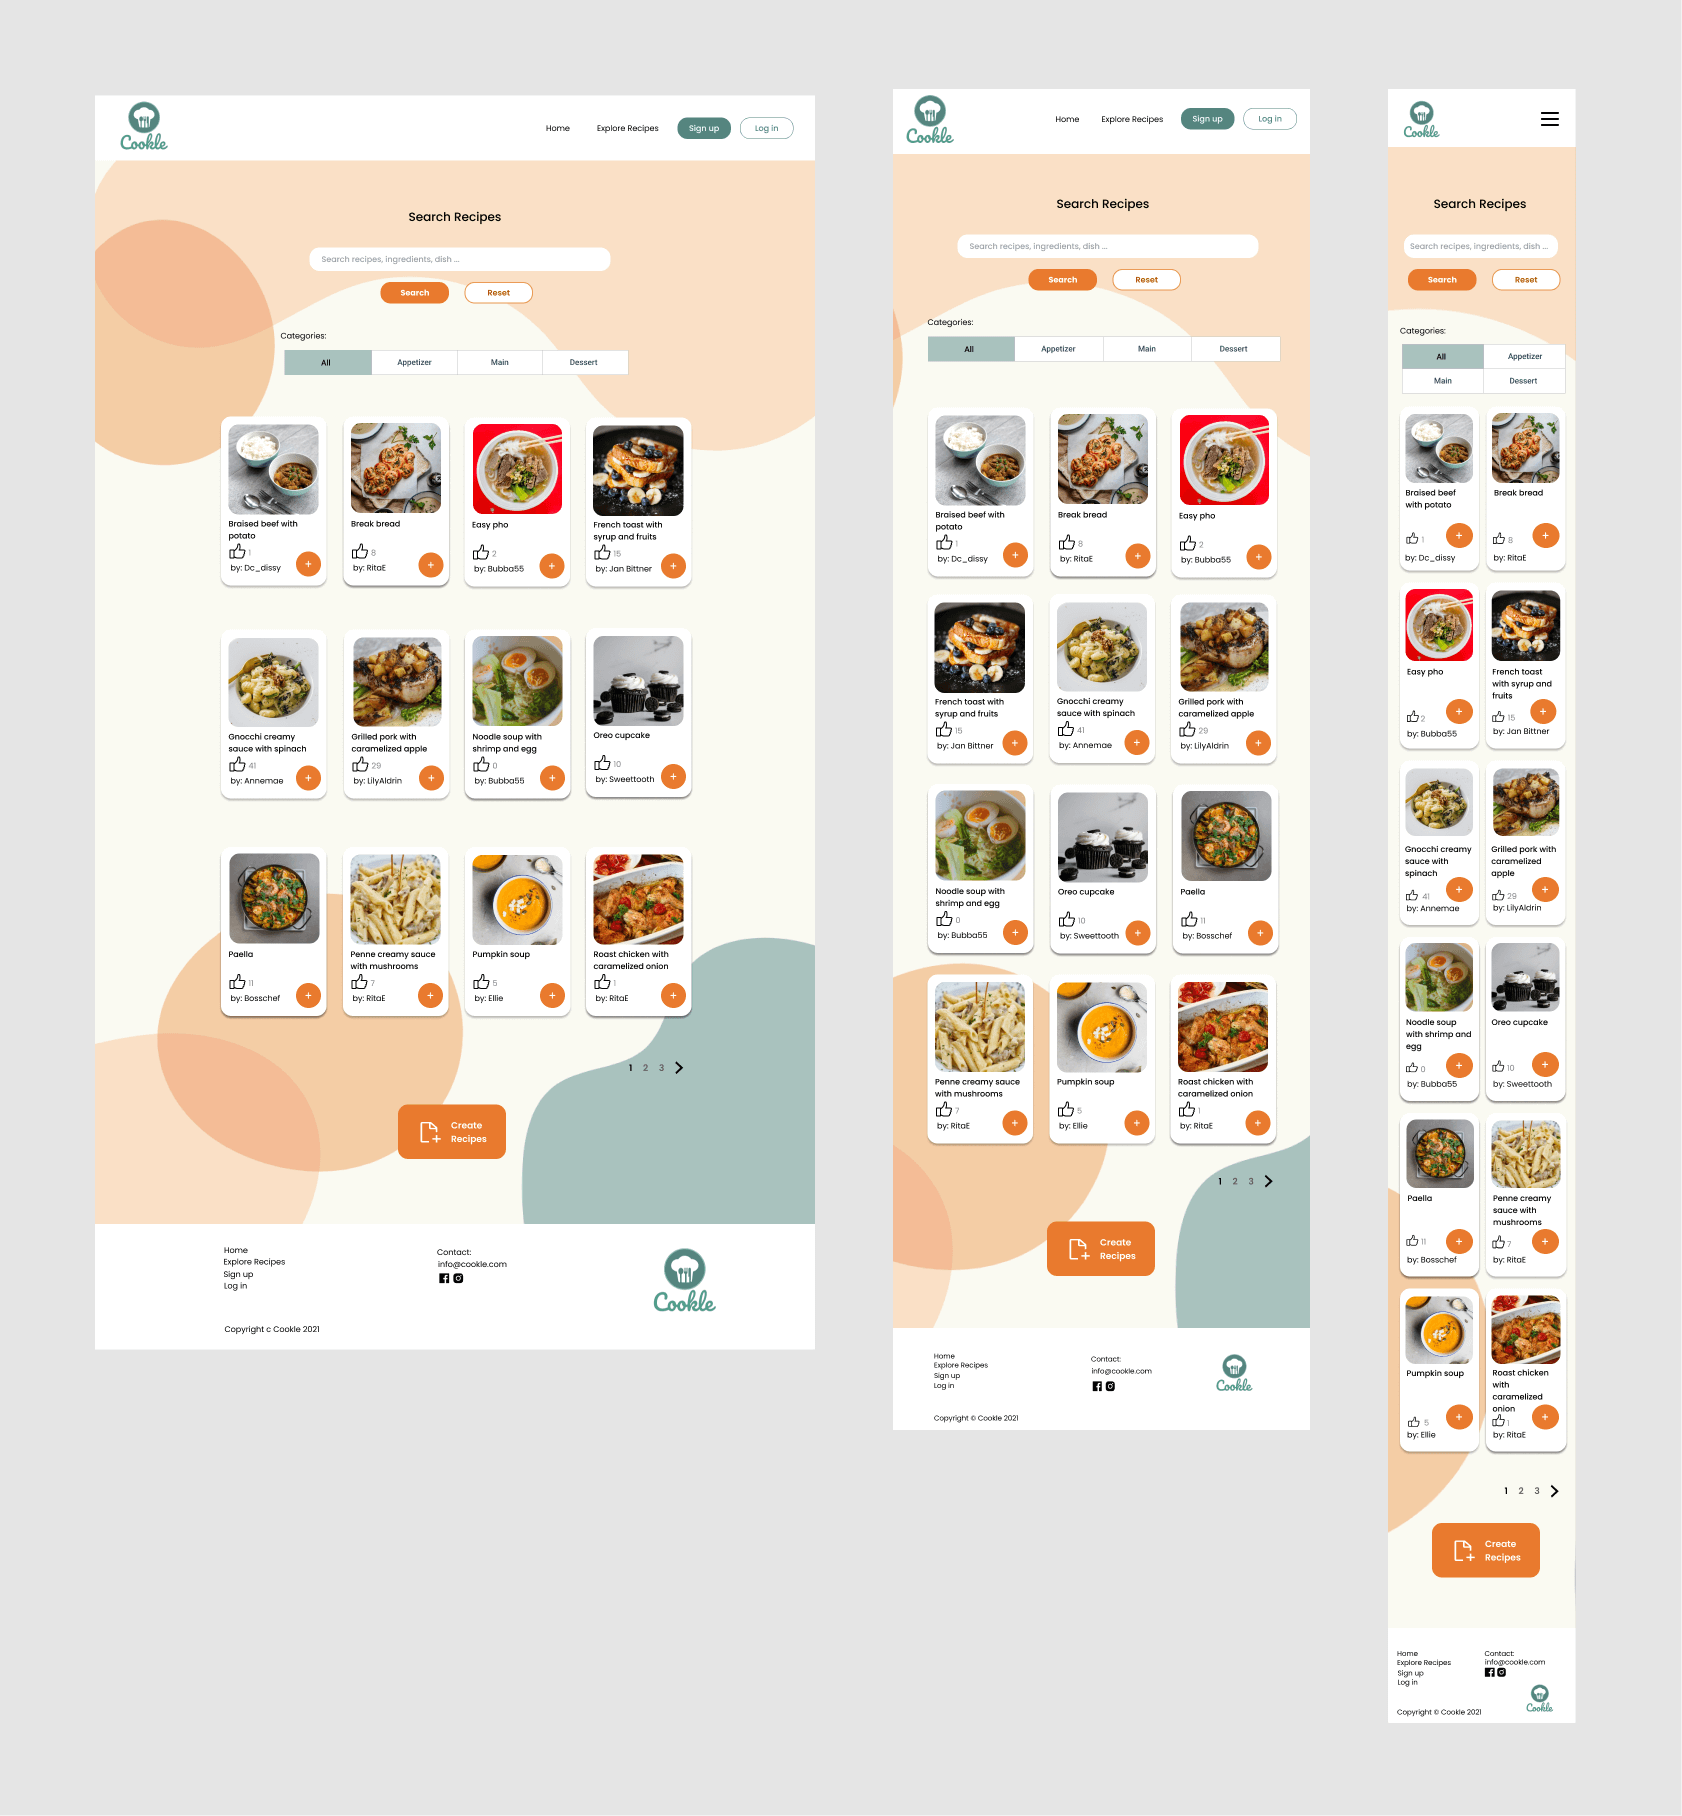 Cookle
Home Explore Recipes Sign up Log in
Search Recipes
Search recipes, ingredients, dish ...
Search Reset
Categories:
All Appetizer Main Dessert
Braised beef with
potato
1
by: Dc_dissy
+
Break bread
8
by: RitaE
+
Easy pho
2
by: Bubba55
+
French toast with
syrup and fruits
15
by: Jan Bittner
+
Gnocchi creamy
sauce with spinach
41
by: Annemae
+
Grilled pork with
caramelized apple
29
by: LilyAldrin
+
Noodle soup with
shrimp and egg
0
by: Bubba55
+
Oreo cupcake
10
by: Sweettooth
+
Paella
11
by: Bosschef
+
Penne creamy sauce
with mushrooms
7
by: RitaE
+
Pumpkin soup
5
by: Ellie
+
Roast chicken with
caramelized onion
1
by: RitaE
+
1 2 3
Create
Recipes
Home
Explore Recipes
Sign up
Log in
Contact:
info@cookle.com
Cookle
Copyright c Cookle 2021
Cookle
Home Explore Recipes Sign up Log in
Search Recipes
Search recipes, ingredients, dish ...
Search Reset
Categories:
All Appetizer Main Dessert
Braised beef with
potato
1
by: Dc_dissy
+
Break bread
8
by: RitaE
+
Easy pho
2
by: Bubba55
+
French toast with
syrup and fruits
15
by: Jan Bittner
+
Gnocchi creamy
sauce with spinach
41
by: Annemae
+
Grilled pork with
caramelized apple
29
by: LilyAldrin
+
Noodle soup with
shrimp and egg
0
by: Bubba55
+
Oreo cupcake
10
by: Sweettooth
+
Paella
11
by: Bosschef
+
Penne creamy sauce
with mushrooms
7
by: RitaE
+
Pumpkin soup
5
by: Ellie
+
Roast chicken with
caramelized onion
1
by: RitaE
+
1 2 3
Create
Recipes
Home
Explore Recipes
Sign up
Log in
Contact:
info@cookle.com
Cookle
Copyright © Cookle 2021
Cookle
Search Recipes
Search recipes, ingredients, dish ...
Search Reset
Categories:
All Appetizer
Main Dessert
Braised beef
with potato
1
by: Dc_dissy
+
Break bread
8
by: RitaE
+
Easy pho
2
by: Bubba55
+
French toast
with syrup and
fruits
15
by: Jan Bittner
+
Gnocchi creamy
sauce with
spinach
41
by: Annemae
+
Grilled pork with
caramelized
apple
29
by: LilyAldrin
+
Noodle soup
with shrimp and
egg
0
by: Bubba55
+
Oreo cupcake
10
by: Sweettooth
+
Paella
11
by: Bosschef
+
Penne creamy
sauce with
mushrooms
7
by: RitaE
+
Pumpkin soup
5
by: Ellie
+
Roast chicken
with
caramelized
onion
1
by: RitaE
+
1 2 3
Create
Recipes
Home
Explore Recipes
Sign up
Log in
Contact:
info@cookle.com
Cookle
Copyright © Cookle 2021